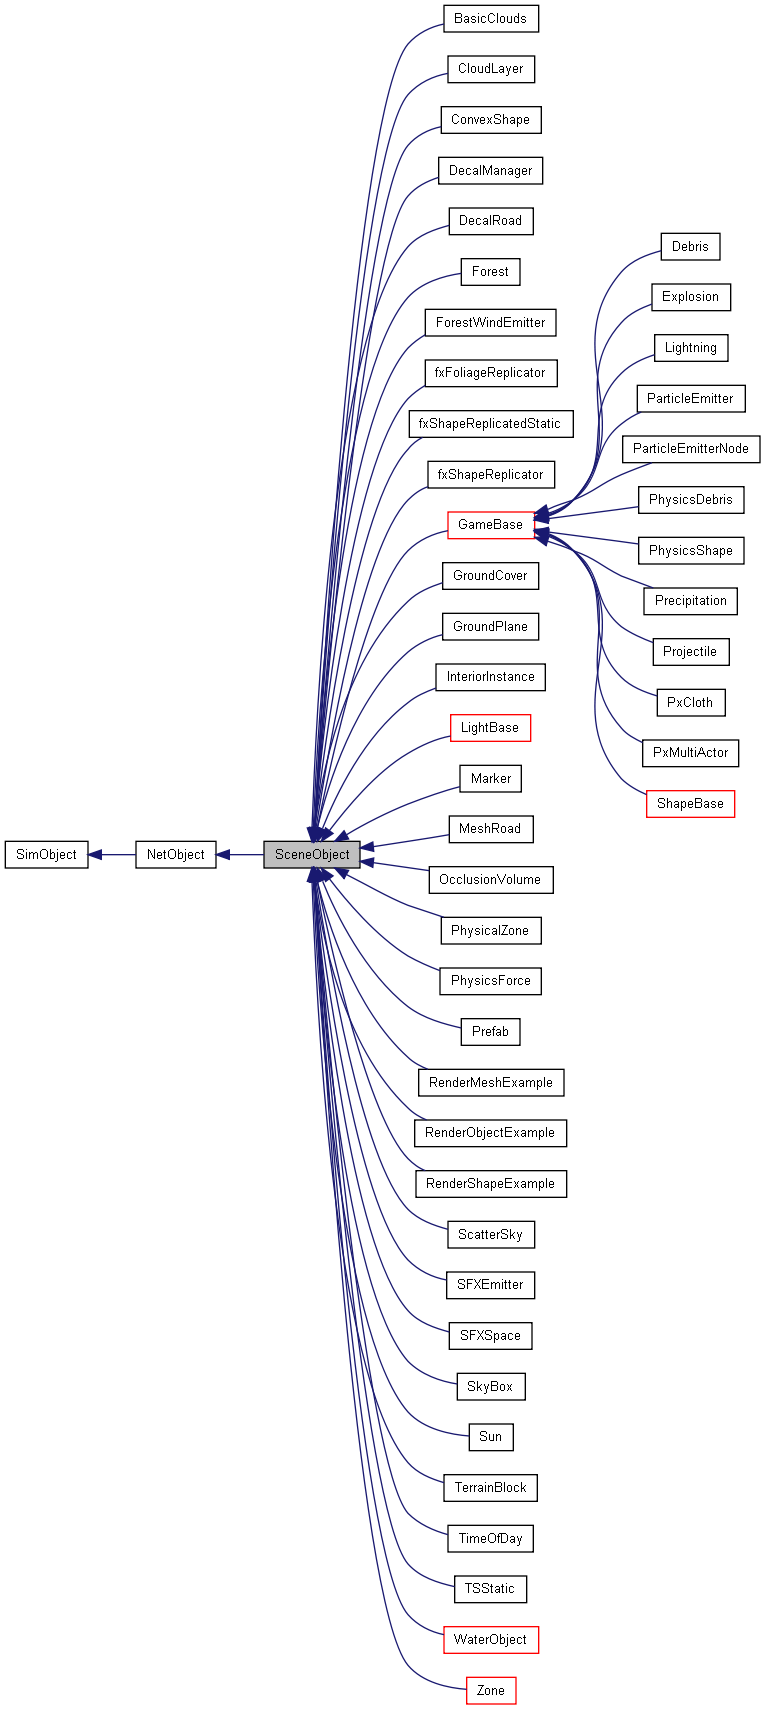 BasicClouds
CloudLayer
ConvexShape
DecalManager
DecalRoad
Forest
ForestWindEmitter
fxFoliageReplicator
fxShapeReplicatedStatic
fxShapeReplicator
GameBase
GroundCover
GroundPlane
InteriorInstance
LightBase
Marker
MeshRoad
OcclusionVolume
PhysicalZone
PhysicsForce
Prefab
RenderMeshExample
RenderObjectExample
RenderShapeExample
ScatterSky
SFXEmitter
SFXSpace
SkyBox
Sun
TerrainBlock
TimeOfDay
TSStatic
WaterObject
Zone
Debris
Explosion
Lightning
ParticleEmitter
ParticleEmitterNode
PhysicsDebris
PhysicsShape
Precipitation
Projectile
PxCloth
PxMultiActor
ShapeBase
SimObject
NetObject
SceneObject